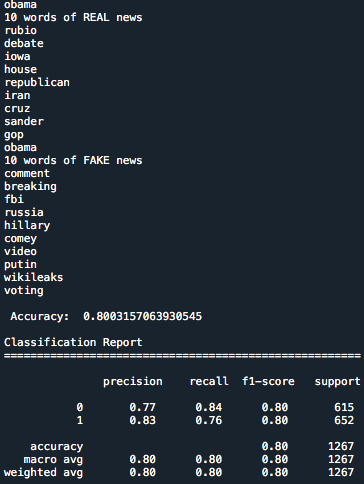 obama
10 words of REAL news
rubio
debate
iowa
house
republican
iran
cruz
sander
gop
obama
10 words of FAKE news
comment
breaking
fbi
russia
hillary
comey
video
putin
wikileaks
voting
Accuracy:  0.8003157063930545
Classification Report
======================================================
precision recall f1-score support
0 0.77 0.84 0.80 615
1 0.83 0.76 0.80 652
accuracy 0.80 1267
macro avg 0.80 0.80 0.80 1267
weighted avg 0.80 0.80 0.80 1267